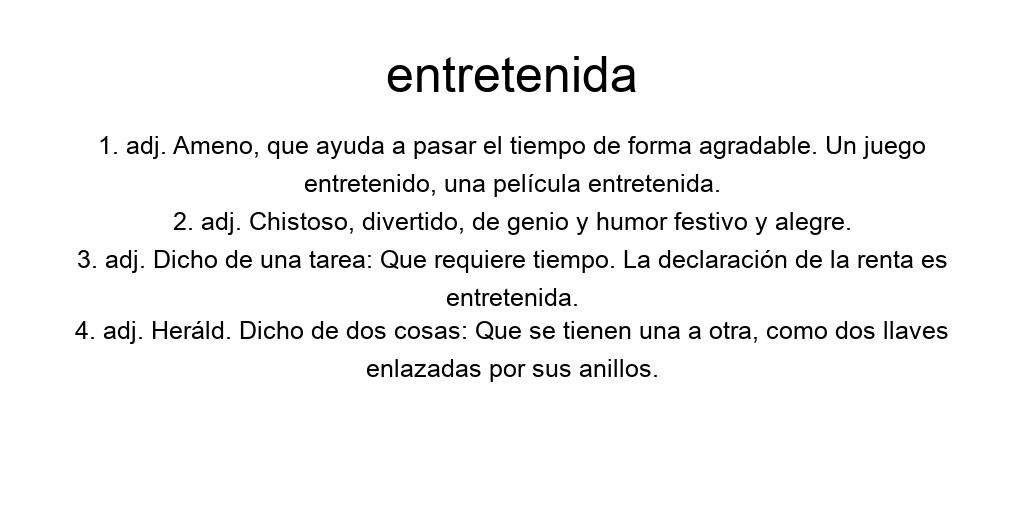 entretenida
1. adj. Ameno, que ayuda a pasar el tiempo de forma agradable. Un juego
entretenido, una película entretenida.
2. adj. Chistoso, divertido, de genio y humor festivo y alegre.
3. adj. Dicho de una tarea: Que requiere tiempo. La declaración de la renta es
entretenida.
4. adj. Heráld. Dicho de dos cosas: Que se tienen una a otra, como dos llaves
enlazadas por sus anillos.